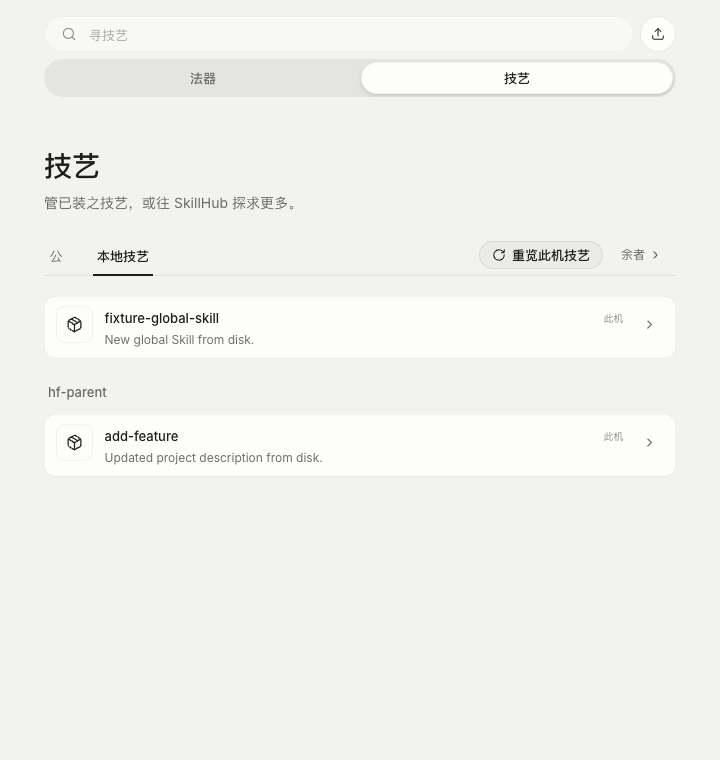 寻技艺
法器 技艺
技艺
管已装之技艺，或往 SkillHub 探求更多。
公 本地技艺 重览此机技艺 余者
fixture-global-skill 此机
New global Skill from disk.
hf-parent
add-feature 此机
Updated project description from disk.